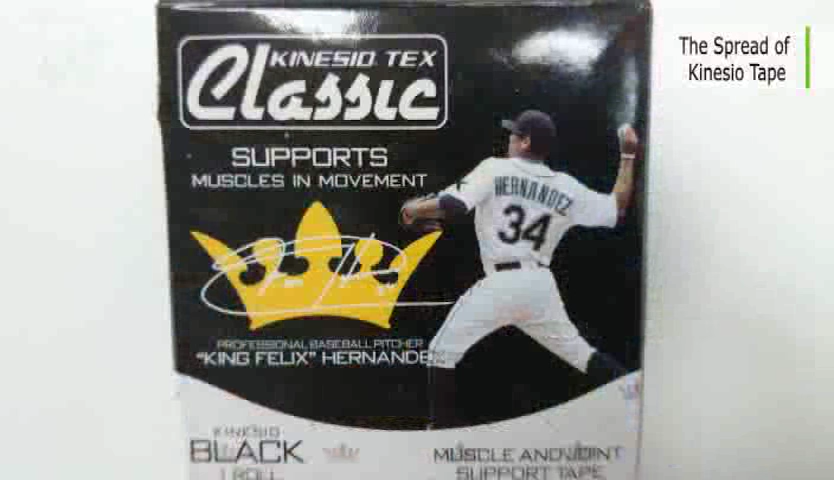 The Spread of
Kinesio Tape
KINESIO TEX
Classic
SUPPORTS
MUSCLES IN MOVEMENT
HERNANDEZ
34
PROFESSIONAL BASEBALL PITCHER
"KING FELIX" HERNANDEZ
KINESIO
BLACK
1 ROLL
MUSCLE AND JOINT
SUPPORT TAPE